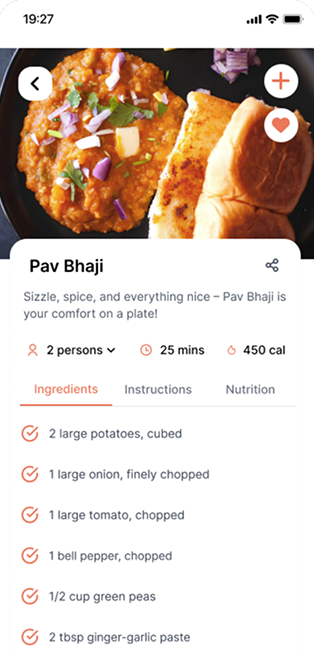 19:27
Pav Bhaji
Sizzle, spice, and everything nice – Pav Bhaji is
your comfort on a plate!
2 persons 25 mins 450 cal
Ingredients Instructions Nutrition
2 large potatoes, cubed
1 large onion, finely chopped
1 large tomato, chopped
1 bell pepper, chopped
1/2 cup green peas
2 tbsp ginger-garlic paste